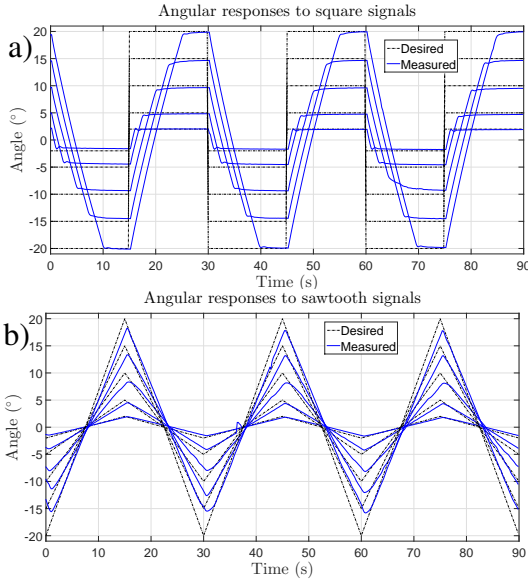 Angular responses to square signals
a)
Angle (°)
20
15
10
5
0
-5
-10
-15
-20
Desired
Measured
0 10 20 30 40 50 60 70 80 90
Time (s)
Angular responses to sawtooth signals
b)
Angle (°)
20
15
10
5
0
-5
-10
-15
-20
Desired
Measured
0 10 20 30 40 50 60 70 80 90
Time (s)